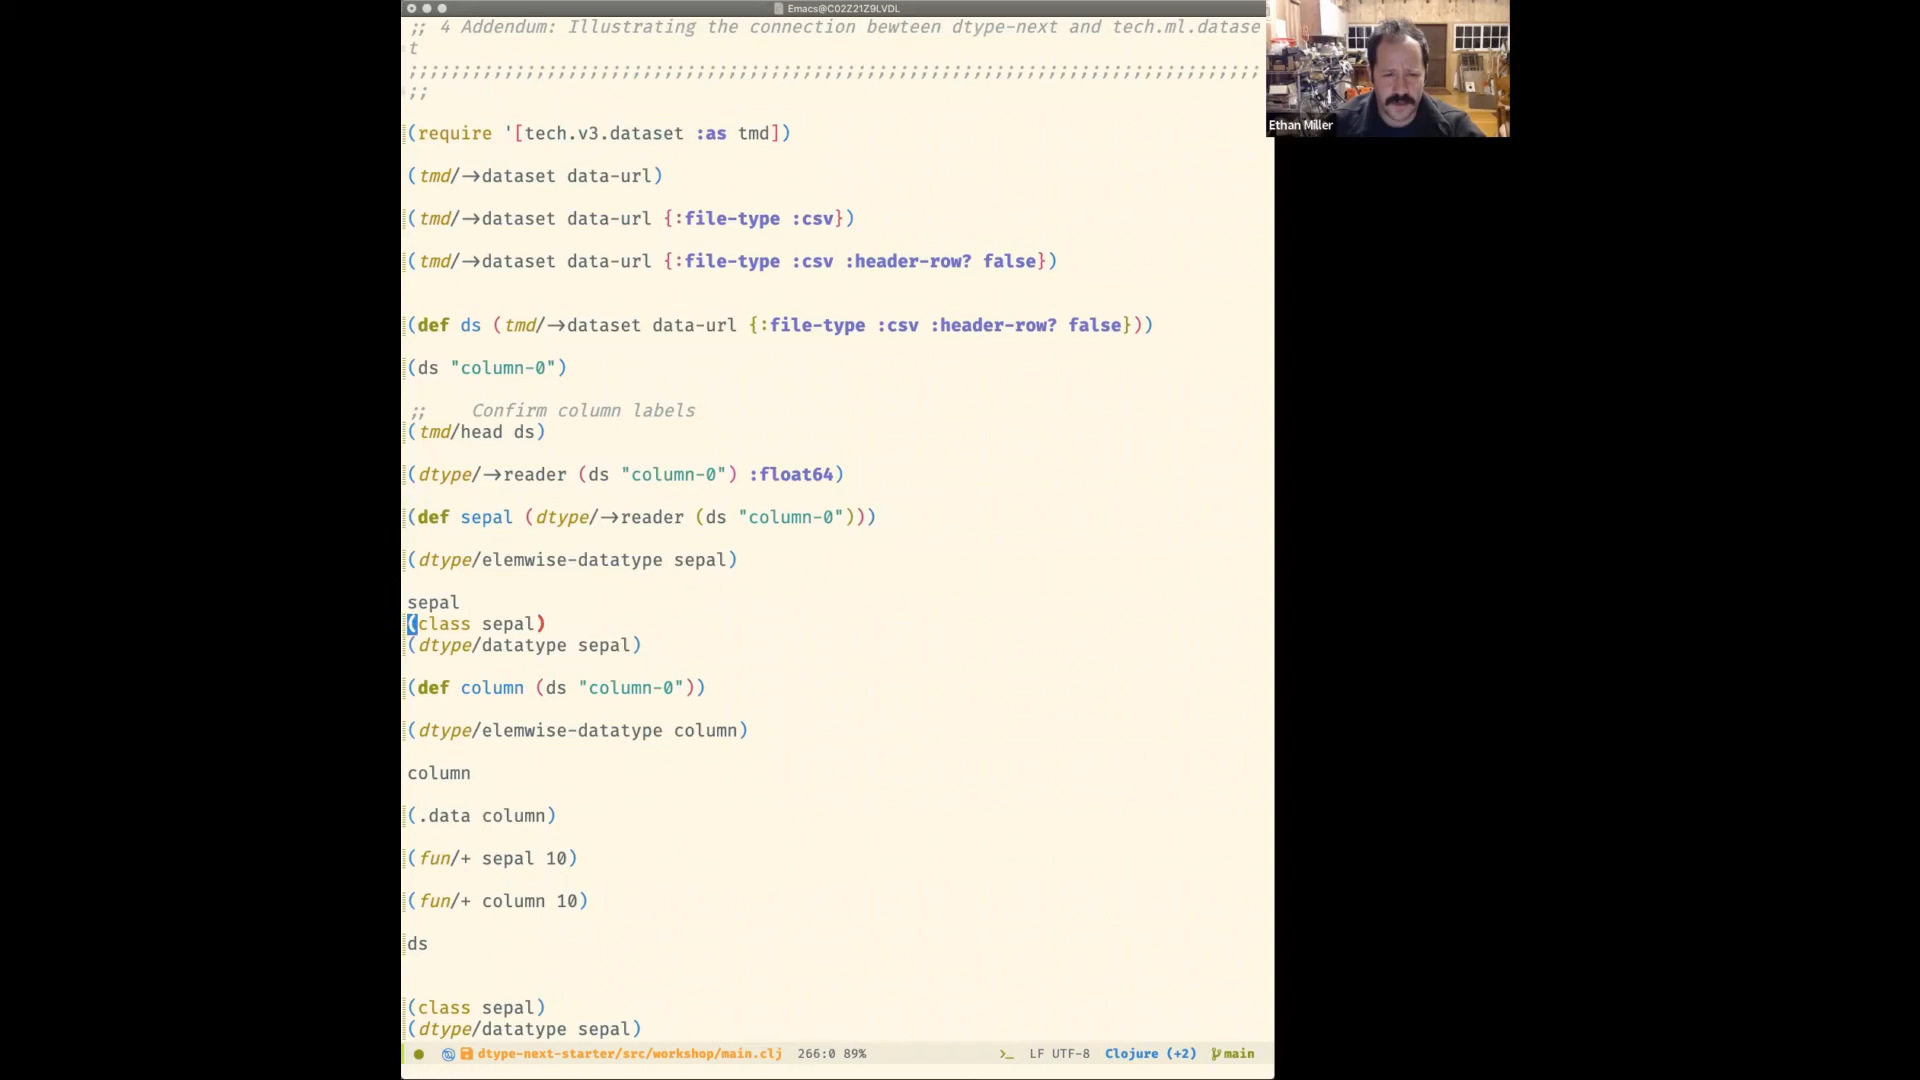 Emacs@C02Z21Z9LVDL
;; 4 Addendum: Illustrating the connection bewteen dtype-next and tech.ml.datase
t
;;;;;;;;;;;;;;;;;;;;;;;;;;;;;;;;;;;;;;;;;;;;;;;;;;;;;;;;;;;;;;;;;;;;;;;;;;;;;;;;
;;
(require '[tech.v3.dataset :as tmd])
(tmd/->dataset data-url)
(tmd/->dataset data-url {:file-type :csv})
(tmd/->dataset data-url {:file-type :csv :header-row? false})
(def ds (tmd/->dataset data-url {:file-type :csv :header-row? false}))
(ds "column-0")
;;    Confirm column labels
(tmd/head ds)
(dtype/->reader (ds "column-0") :float64)
(def sepal (dtype/->reader (ds "column-0")))
(dtype/elemwise-datatype sepal)
sepal
(class sepal)
(dtype/datatype sepal)
(def column (ds "column-0"))
(dtype/elemwise-datatype column)
column
(.data column)
(fun/+ sepal 10)
(fun/+ column 10)
ds
(class sepal)
(dtype/datatype sepal)
dtype-next-starter/src/workshop/main.clj 266:0 89% >_ LF UTF-8 Clojure (+2) main
Ethan Miller